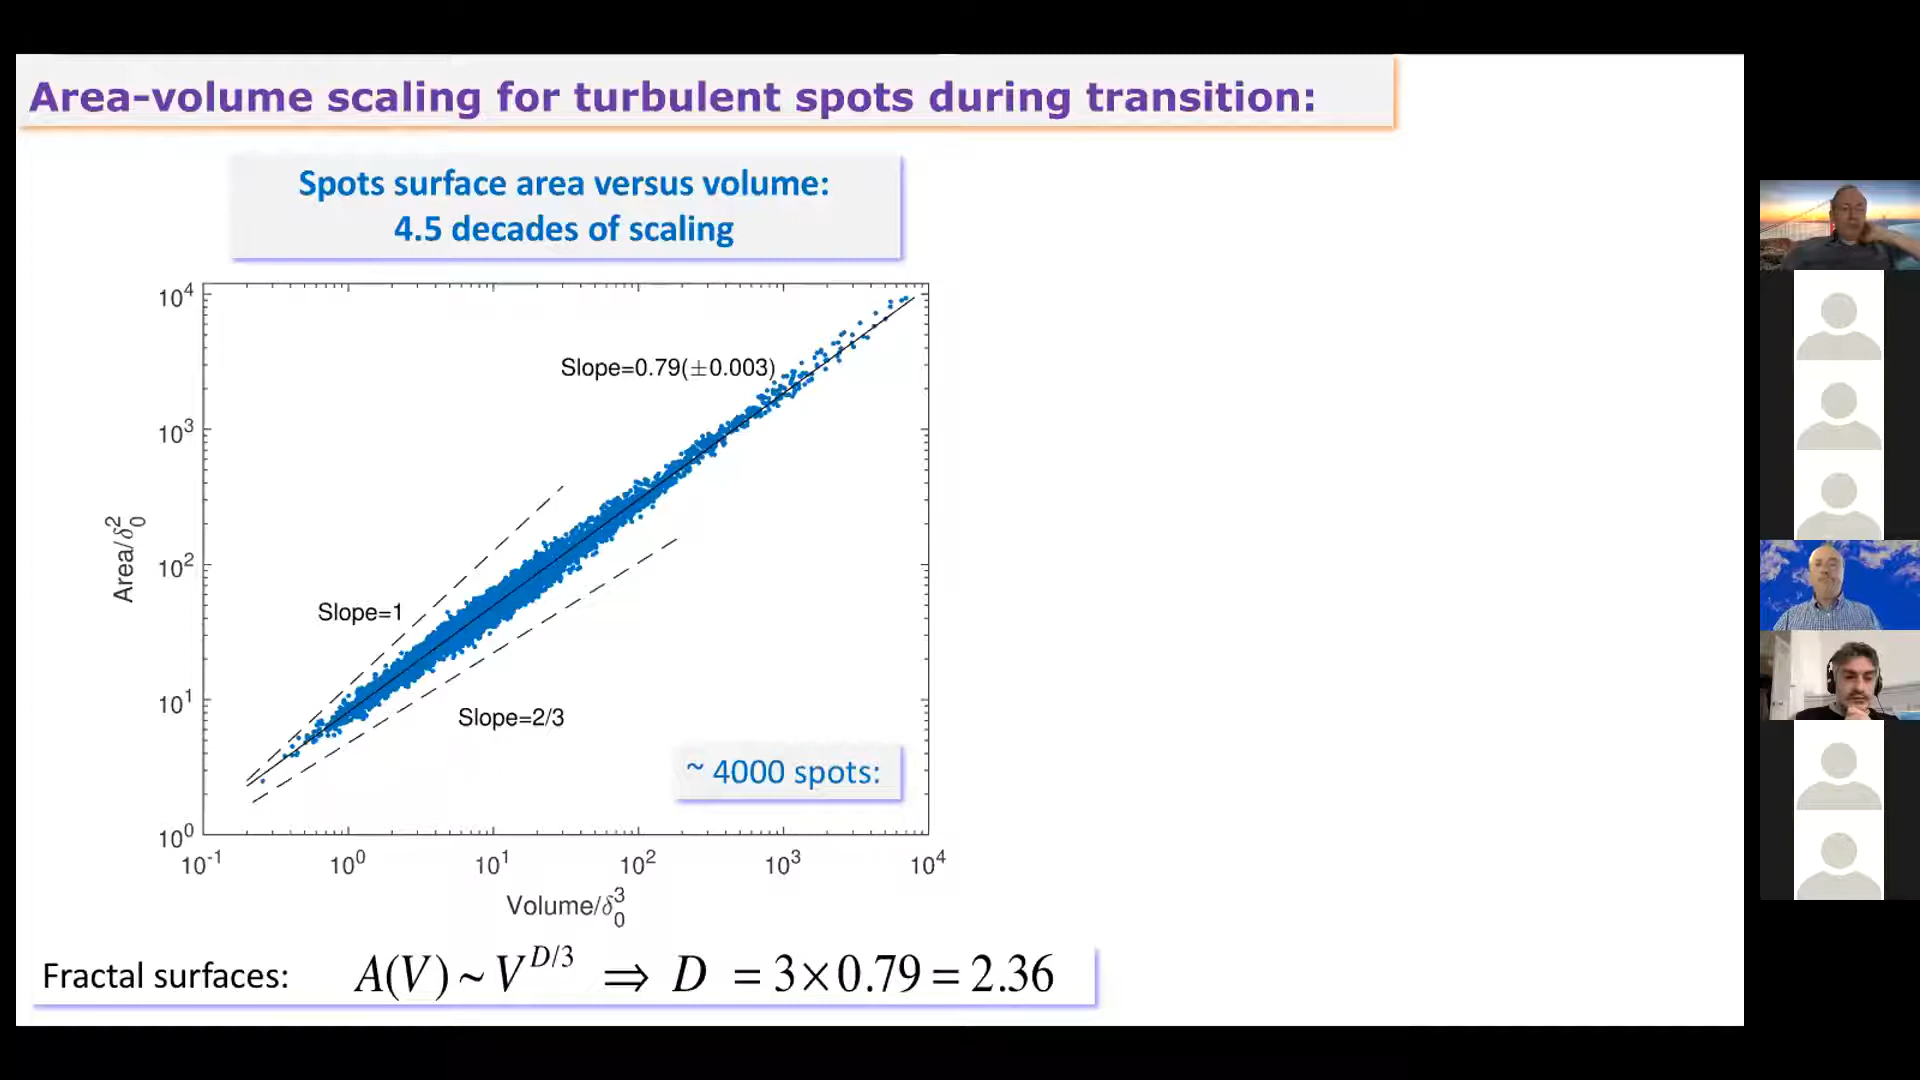 Area-volume scaling for turbulent spots during transition:
Spots surface area versus volume:
4.5 decades of scaling
10^4
10^3
10^2
10^1
10^0
Area/δ_0^2
Slope=0.79(±0.003)
Slope=1
Slope=2/3
~ 4000 spots:
10^-1 10^0 10^1 10^2 10^3 10^4
Volume/δ_0^3
Fractal surfaces: A(V) ~ V^{D/3} ⇒ D = 3×0.79 = 2.36